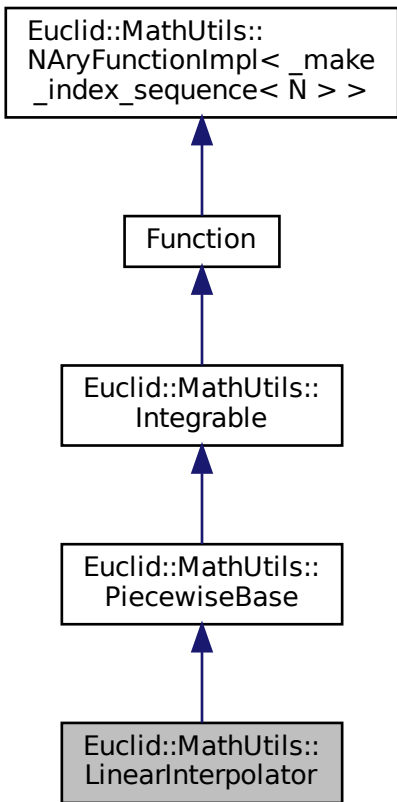 Euclid::MathUtils::
NAryFunctionImpl< _make
_index_sequence< N > >
Function
Euclid::MathUtils::
Integrable
Euclid::MathUtils::
PiecewiseBase
Euclid::MathUtils::
LinearInterpolator